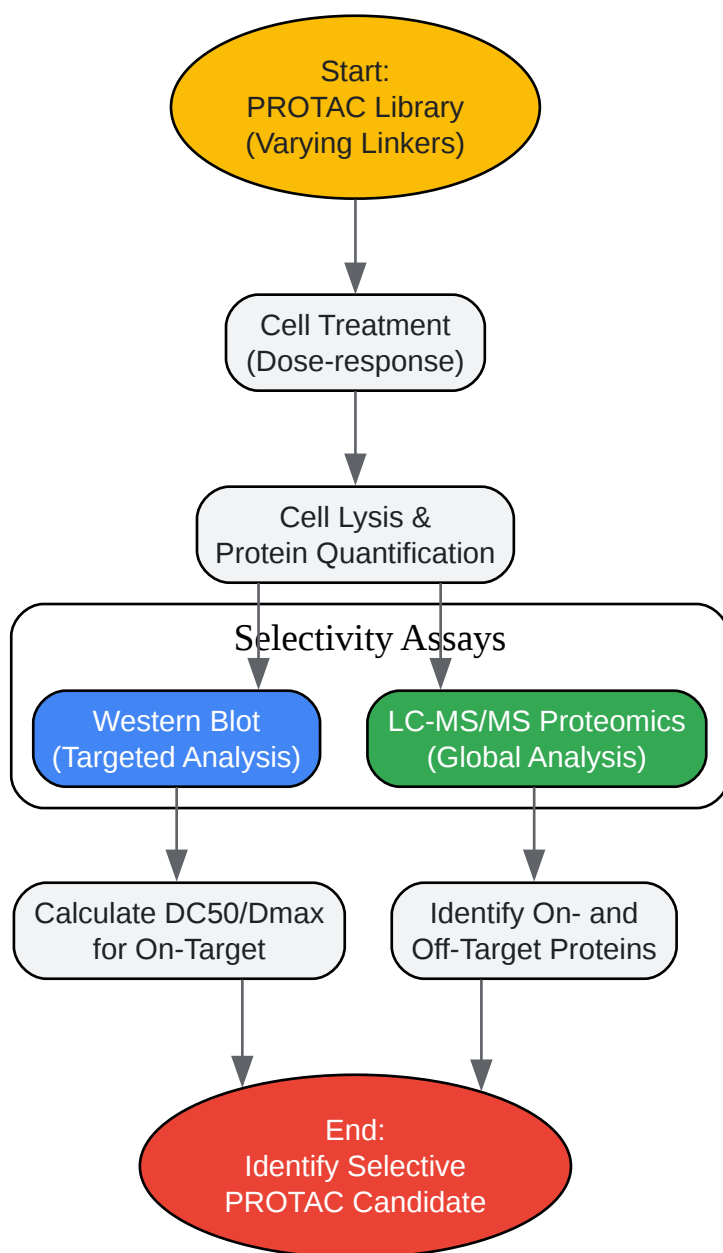 Start:
PROTAC Library
(Varying Linkers)
Cell Treatment
(Dose-response)
Cell Lysis &
Protein Quantification
Selectivity Assays
Western Blot
(Targeted Analysis)
LC-MS/MS Proteomics
(Global Analysis)
Calculate DC50/Dmax
for On-Target
Identify On- and
Off-Target Proteins
End:
Identify Selective
PROTAC Candidate